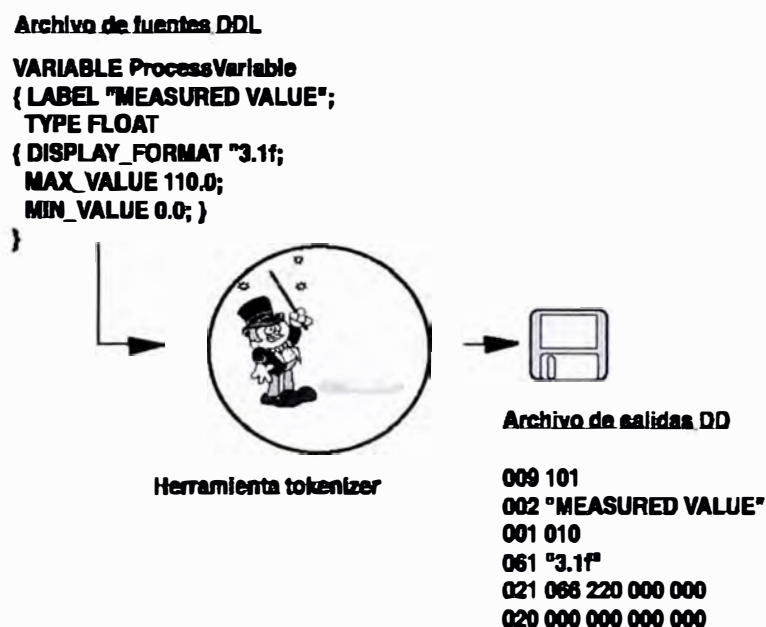 Archivo de fuentes DDL
VARIABLE ProcessVariable
{ LABEL "MEASURED VALUE";
TYPE FLOAT
{ DISPLAY_FORMAT "3.1f;
MAX_VALUE 110.0;
MIN_VALUE 0.0; }
}
Herramienta tokenizer
Archivo de salidas DD
009 101
002 "MEASURED VALUE"
001 010
061 "3.1f"
021 066 220 000 000
020 000 000 000 000